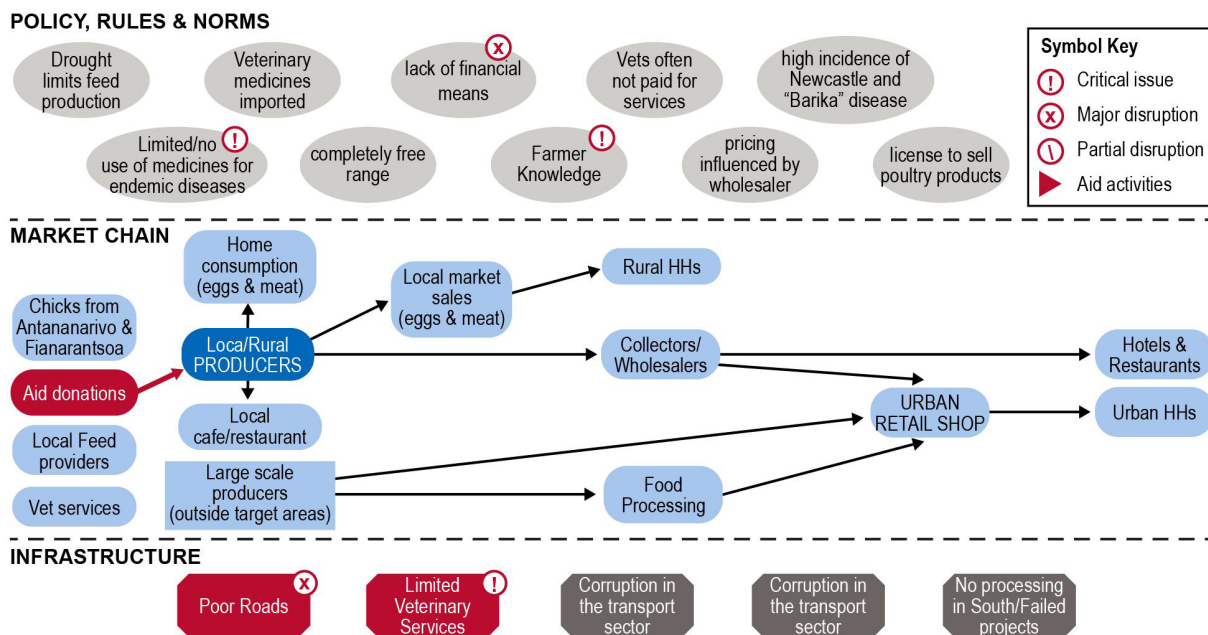 POLICY, RULES & NORMS
Drought
limits feed
production
Veterinary
medicines
imported
x
lack of financial
means
Vets often
not paid for
services
high incidence of
Newcastle and
“Barika” disease
Limited/no
use of medicines for
endemic diseases
!
completely free
range
Farmer
Knowledge
!
pricing
influenced by
wholesaler
license to sell
poultry products
Symbol Key
! Critical issue
x Major disruption
\ Partial disruption
Aid activities
MARKET CHAIN
Chicks from
Antananarivo &
Fianarantsoa
Aid donations
Local Feed
providers
Vet services
Home
consumption
(eggs & meat)
Loca/Rural
PRODUCERS
Local
cafe/restaurant
Large scale
producers
(outside target areas)
Local market
sales
(eggs & meat)
Rural HHs
Collectors/
Wholesalers
Food
Processing
URBAN
RETAIL SHOP
Hotels &
Restaurants
Urban HHs
INFRASTRUCTURE
Poor Roads
x
Limited
Veterinary
Services
!
Corruption in
the transport
sector
Corruption in
the transport
sector
No processing
in South/Failed
projects